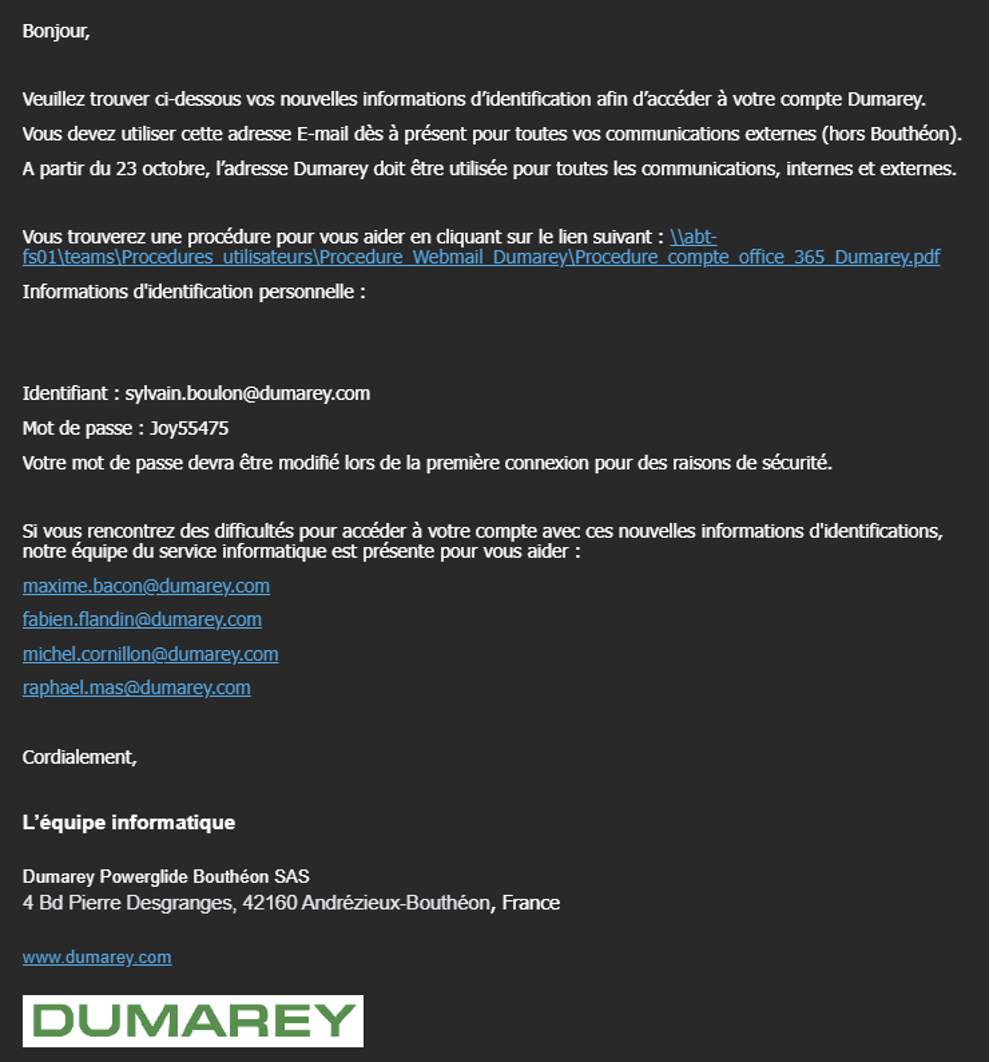 Bonjour,
Veuillez trouver ci-dessous vos nouvelles informations d’identification afin d’accéder à votre compte Dumarey.
Vous devez utiliser cette adresse E-mail dès à présent pour toutes vos communications externes (hors Bouthéon).
A partir du 23 octobre, l’adresse Dumarey doit être utilisée pour toutes les communications, internes et externes.
Vous trouverez une procédure pour vous aider en cliquant sur le lien suivant : \\abt-
fs01\teams\Procedures_utilisateurs\Procedure_Webmail_Dumarey\Procedure_compte_office_365_Dumarey.pdf
Informations d'identification personnelle :
Identifiant : sylvain.boulon@dumarey.com
Mot de passe : Joy55475
Votre mot de passe devra être modifié lors de la première connexion pour des raisons de sécurité.
Si vous rencontrez des difficultés pour accéder à votre compte avec ces nouvelles informations d'identifications,
notre équipe du service informatique est présente pour vous aider :
maxime.bacon@dumarey.com
fabien.flandin@dumarey.com
michel.cornillon@dumarey.com
raphael.mas@dumarey.com
Cordialement,
L’équipe informatique
Dumarey Powerglide Bouthéon SAS
4 Bd Pierre Desgranges, 42160 Andrézieux-Bouthéon, France
www.dumarey.com
DUMAREY